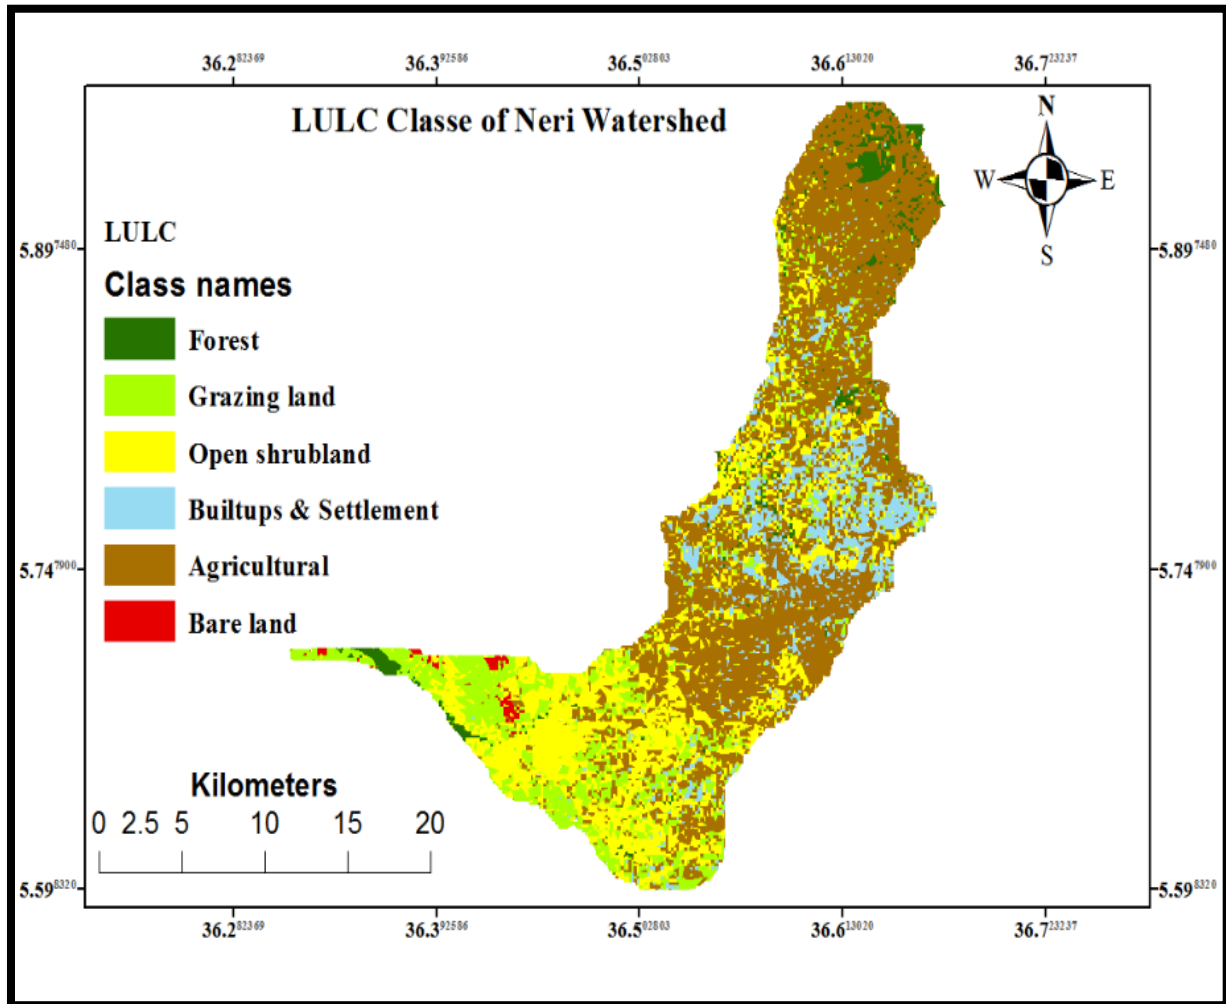 36.282369 36.392586 36.502803 36.613020 36.723237
LULC Classe of Neri Watershed
N
W E
S
LULC
5.897480 5.897480
Class names
Forest
Grazing land
Open shrubland
Builtups & Settlement
Agricultural
Bare land
5.747900 5.747900
Kilometers
0 2.5 5 10 15 20
5.598320 5.598320
36.282369 36.392586 36.502803 36.613020 36.723237